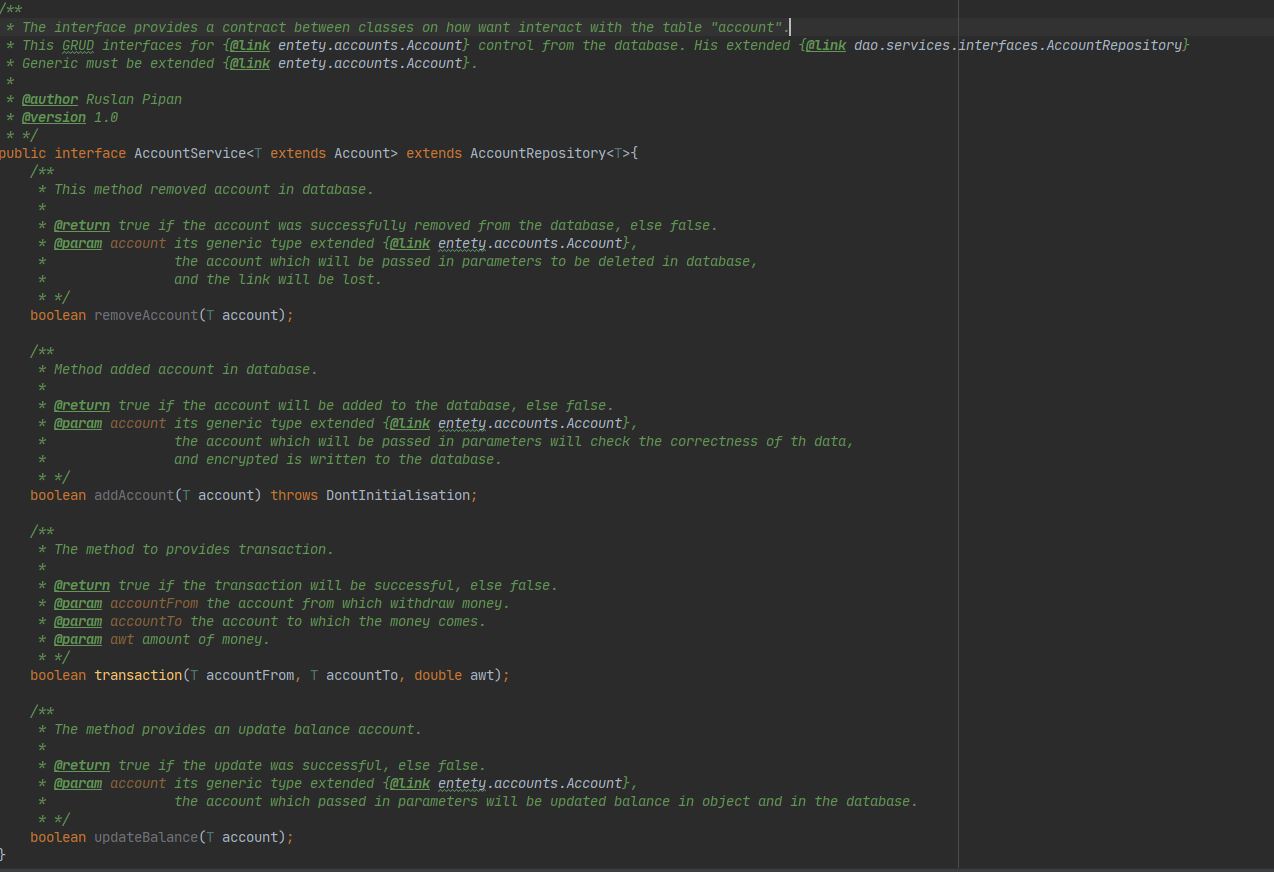 /**
 * The interface provides a contract between classes on how want interact with the table "account".
 * This GRUD interfaces for {@link entety.accounts.Account} control from the database. His extended {@link dao.services.interfaces.AccountRepository}
 * Generic must be extended {@link entety.accounts.Account}.
 *
 * @author Ruslan Pipan
 * @version 1.0
 * */
public interface AccountService<T extends Account> extends AccountRepository<T>{
    /**
     * This method removed account in database.
     *
     * @return true if the account was successfully removed from the database, else false.
     * @param account its generic type extended {@link entety.accounts.Account},
     *                the account which will be passed in parameters to be deleted in database,
     *                and the link will be lost.
     * */
    boolean removeAccount(T account);

    /**
     * Method added account in database.
     *
     * @return true if the account will be added to the database, else false.
     * @param account its generic type extended {@link entety.accounts.Account},
     *                the account which will be passed in parameters will check the correctness of th data,
     *                and encrypted is written to the database.
     * */
    boolean addAccount(T account) throws DontInitialisation;

    /**
     * The method to provides transaction.
     *
     * @return true if the transaction will be successful, else false.
     * @param accountFrom the account from which withdraw money.
     * @param accountTo the account to which the money comes.
     * @param awt amount of money.
     * */
    boolean transaction(T accountFrom, T accountTo, double awt);

    /**
     * The method provides an update balance account.
     *
     * @return true if the update was successful, else false.
     * @param account its generic type extended {@link entety.accounts.Account},
     *                the account which passed in parameters will be updated balance in object and in the database.
     * */
    boolean updateBalance(T account);
}